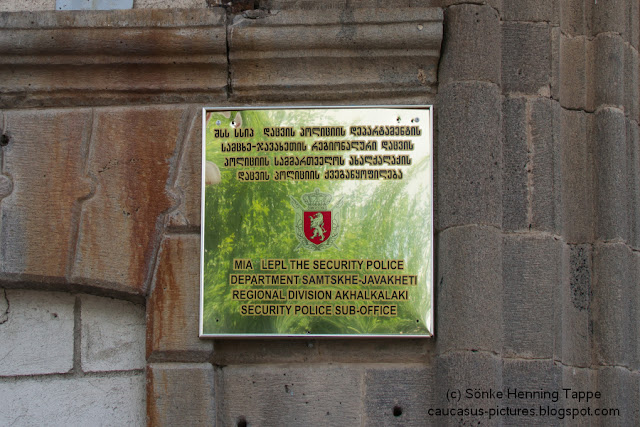 შსს სსიპ დაცვის პოლიციის დეპარტამენტის
სამცხე-ჯავახეთის რეგიონალური დაცვის
პოლიციის სამმართველოს ახალქალაქის
დაცვის პოლიციის ქვეგანყოფილება
MIA LEPL THE SECURITY POLICE
DEPARTMENT SAMTSKHE-JAVAKHETI
REGIONAL DIVISION AKHALKALAKI
SECURITY POLICE SUB-OFFICE
(c) Sönke Henning Tappe
caucasus-pictures.blogspot.com